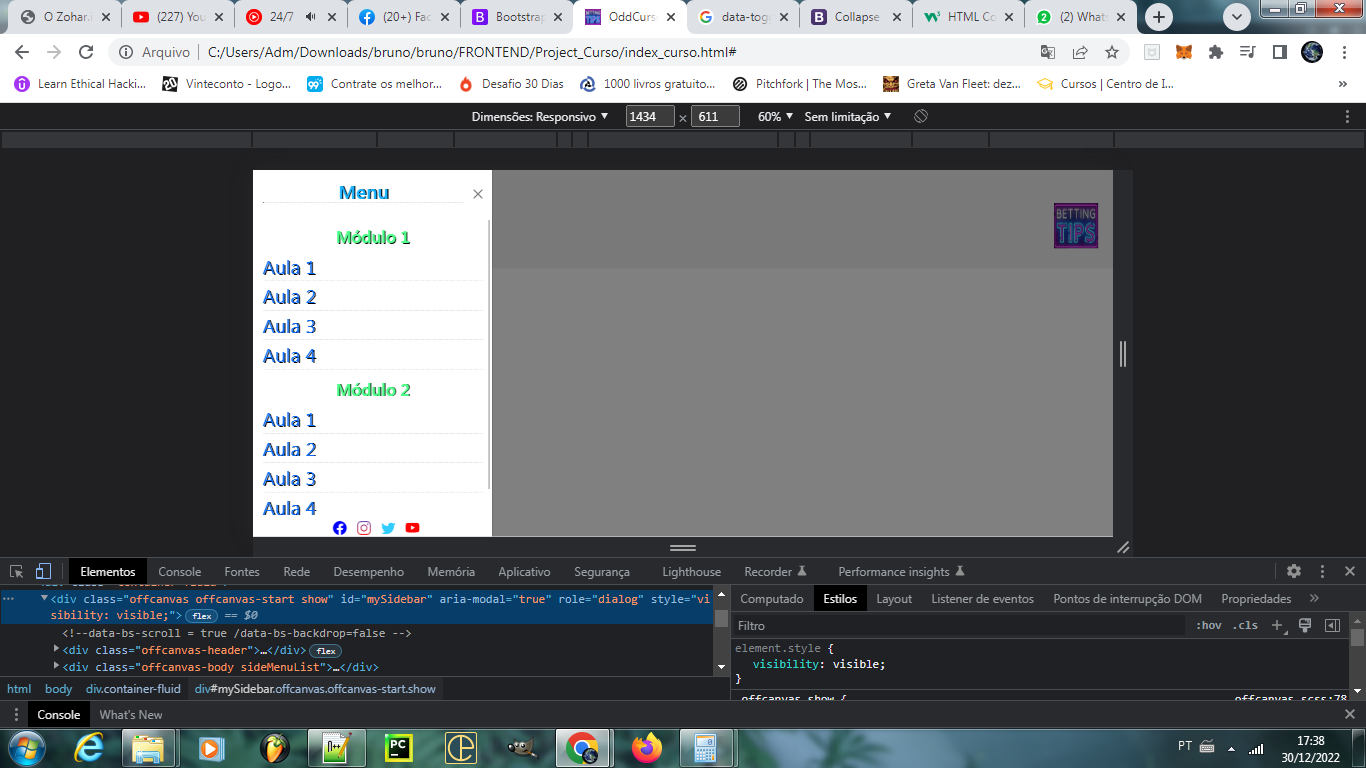 O Zohar.
(227) You
24/7
(20+) Fac
Bootstrap
OddCurs
data-togg
Collapse
HTML Co
(2) Whats
Arquivo
C:/Users/Adm/Downloads/bruno/bruno/FRONTEND/Project_Curso/index_curso.html#
Learn Ethical Hacki...
Vinteconto - Logo...
Contrate os melhor...
Desafio 30 Dias
1000 livros gratuito...
Pitchfork | The Mos...
Greta Van Fleet: dez...
Cursos | Centro de I...
»
Dimensões: Responsivo ▼ 1434 × 611 60% ▼ Sem limitação ▼
Menu
BETTING
TIPS
Módulo 1
Aula 1
Aula 2
Aula 3
Aula 4
Módulo 2
Aula 1
Aula 2
Aula 3
Aula 4
Elementos Console Fontes Rede Desempenho Memória Aplicativo Segurança Lighthouse Recorder Performance insights
<div class="offcanvas offcanvas-start show" id="mySidebar" aria-modal="true" role="dialog" style="vi
sibility: visible;"> flex == $0
<!--data-bs-scroll = true /data-bs-backdrop=false -->
<div class="offcanvas-header">…</div> flex
<div class="offcanvas-body sideMenuList">…</div>
html body div.container-fluid div#mySidebar.offcanvas.offcanvas-start.show
Computado Estilos Layout Listener de eventos Pontos de interrupção DOM Propriedades »
Filtro :hov .cls +
element.style {
visibility: visible;
}
.offcanvas.show { offcanvas.scss:78
Console What's New
PC
PT
17:38
30/12/2022